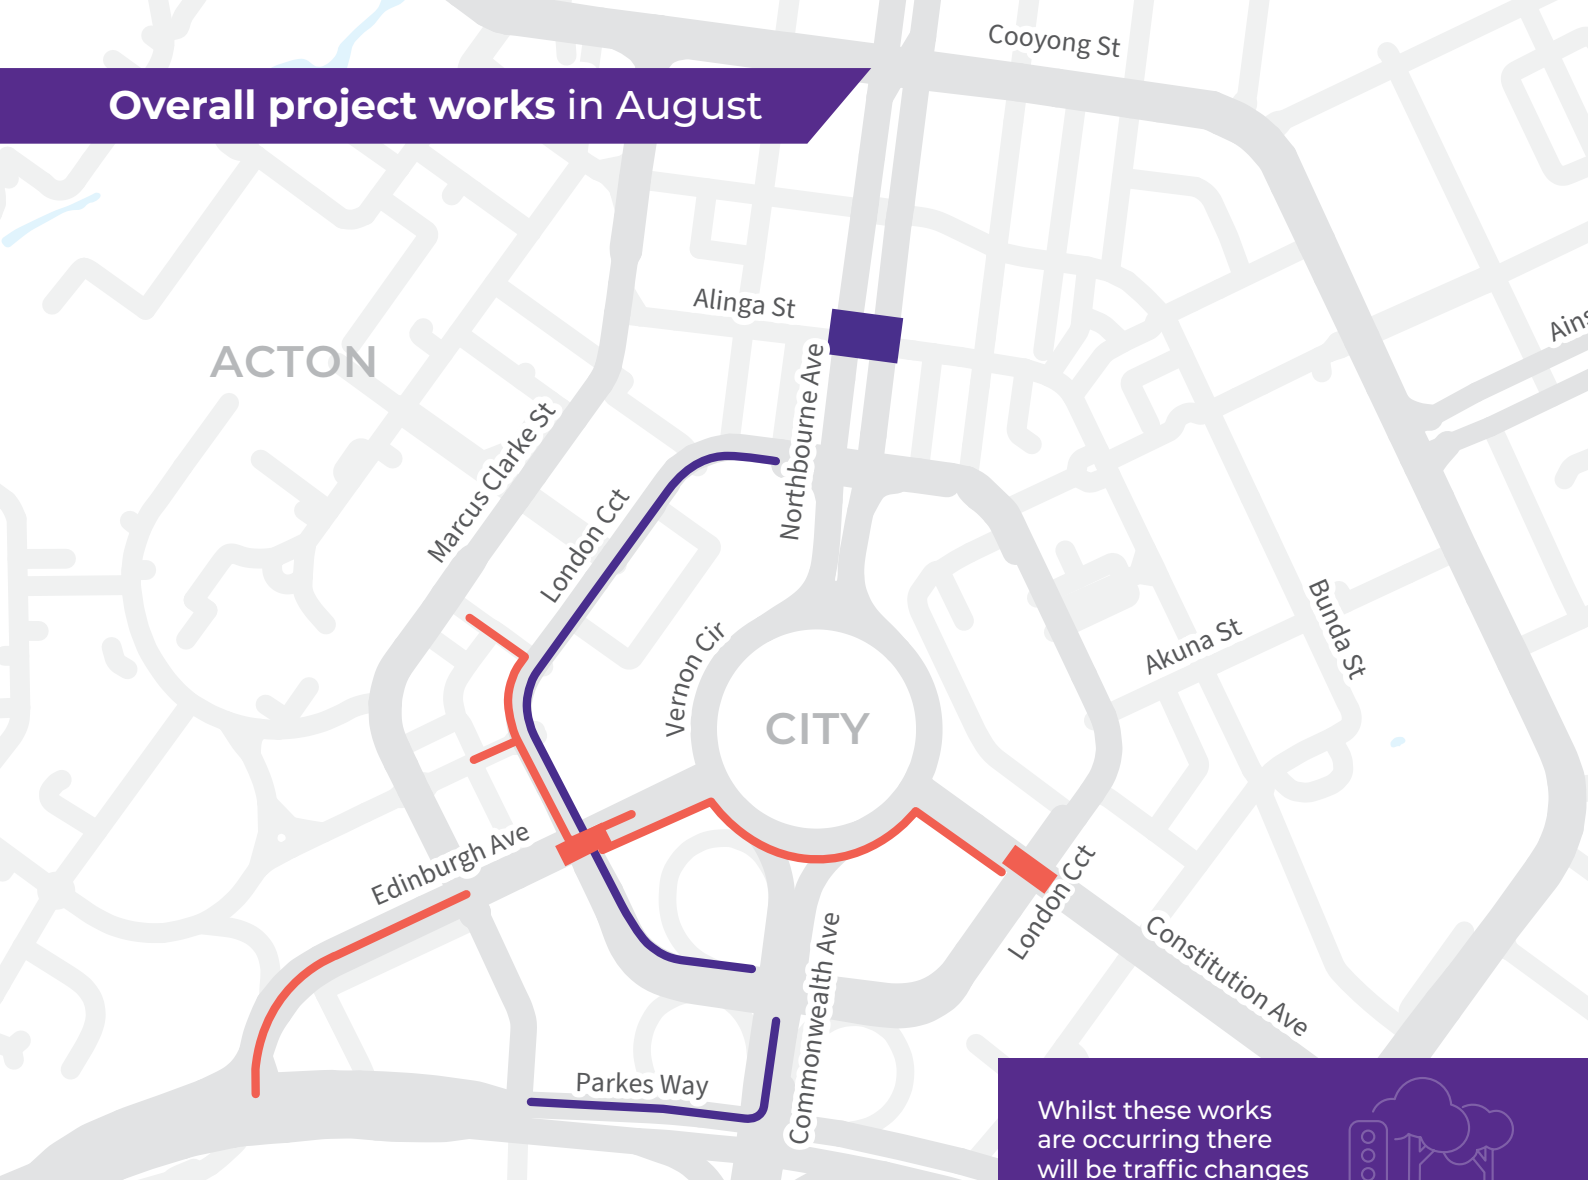 Cooyong St
Overall project works in August
Alinga St
ACTON
Northbourne Ave
Marcus Clarke St
London Cct
Vernon Cir
CITY
Akuna St
Bunda St
Edinburgh Ave
London Cct
Commonwealth Ave
Constitution Ave
Parkes Way
Whilst these works
are occurring there
will be traffic changes